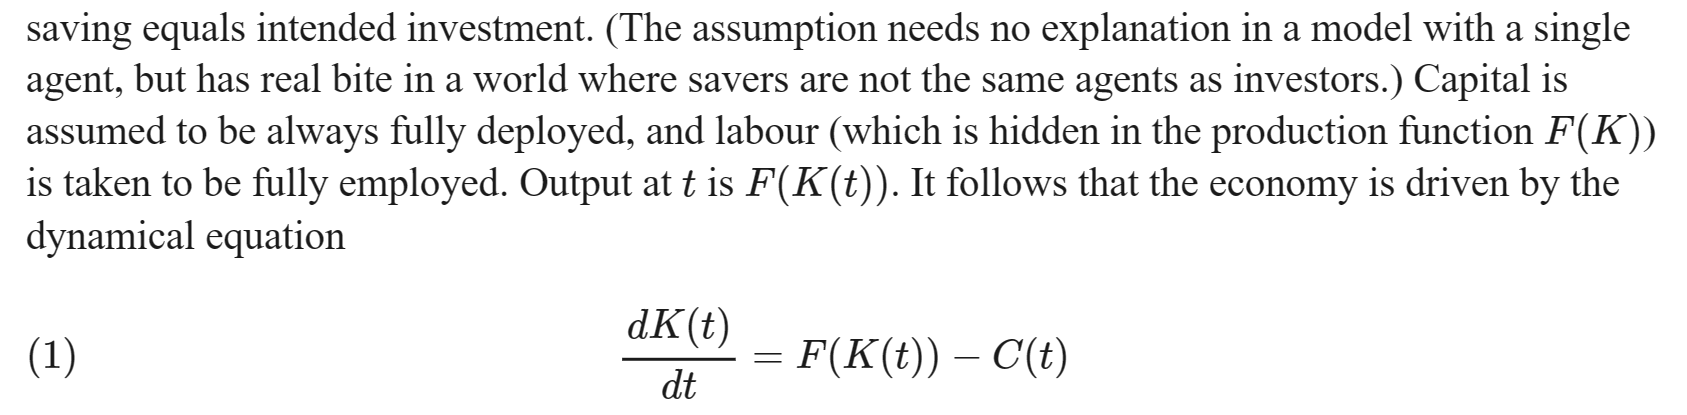 saving equals intended investment. (The assumption needs no explanation in a model with a single
agent, but has real bite in a world where savers are not the same agents as investors.) Capital is
assumed to be always fully deployed, and labour (which is hidden in the production function F(K))
is taken to be fully employed. Output at t is F(K(t)). It follows that the economy is driven by the
dynamical equation
(1) dK(t)/dt = F(K(t)) − C(t)